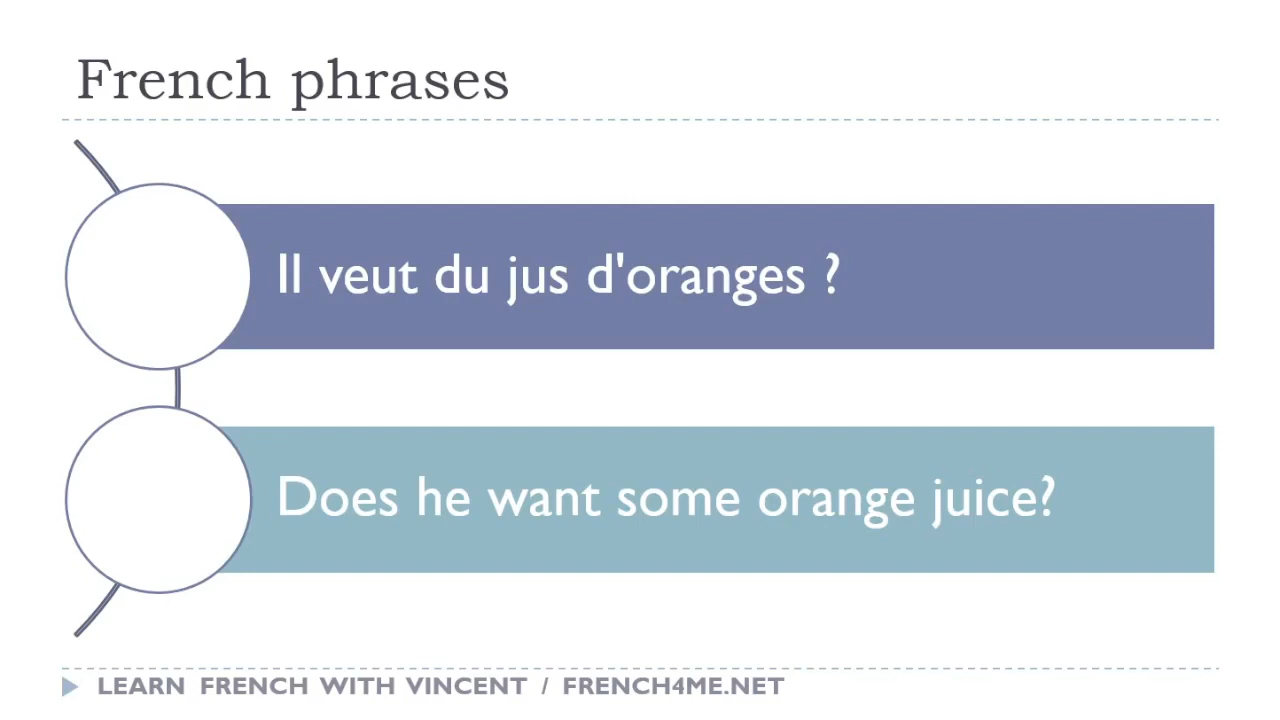 French phrases
Il veut du jus d'oranges ?
Does he want some orange juice?
LEARN FRENCH WITH VINCENT / FRENCH4ME.NET